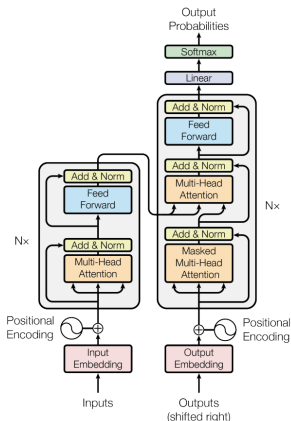 Output
Probabilities
Softmax
Linear
Add & Norm
Feed
Forward
Add & Norm
Multi-Head
Attention
Add & Norm
Masked
Multi-Head
Attention
N×
Positional
Encoding
Output
Embedding
Outputs
(shifted right)
Add & Norm
Feed
Forward
N×
Add & Norm
Multi-Head
Attention
Positional
Encoding
Input
Embedding
Inputs